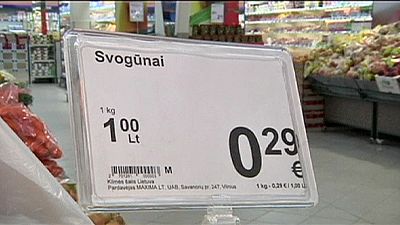 Svogūnai
1 kg
1 00 Lt
0 29 €
M
Kilmės šalis Lietuva
Pardavėjas MAXIMA LT, UAB, Savanorių pr. 247, Vilnius
1 kg - 0,29 € / 1,00 Lt